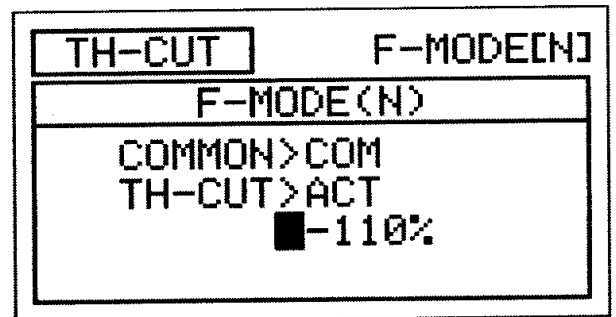 TH-CUT F-MODE[N]
F-MODE(N)
COMMON>COM
TH-CUT>ACT
-110%